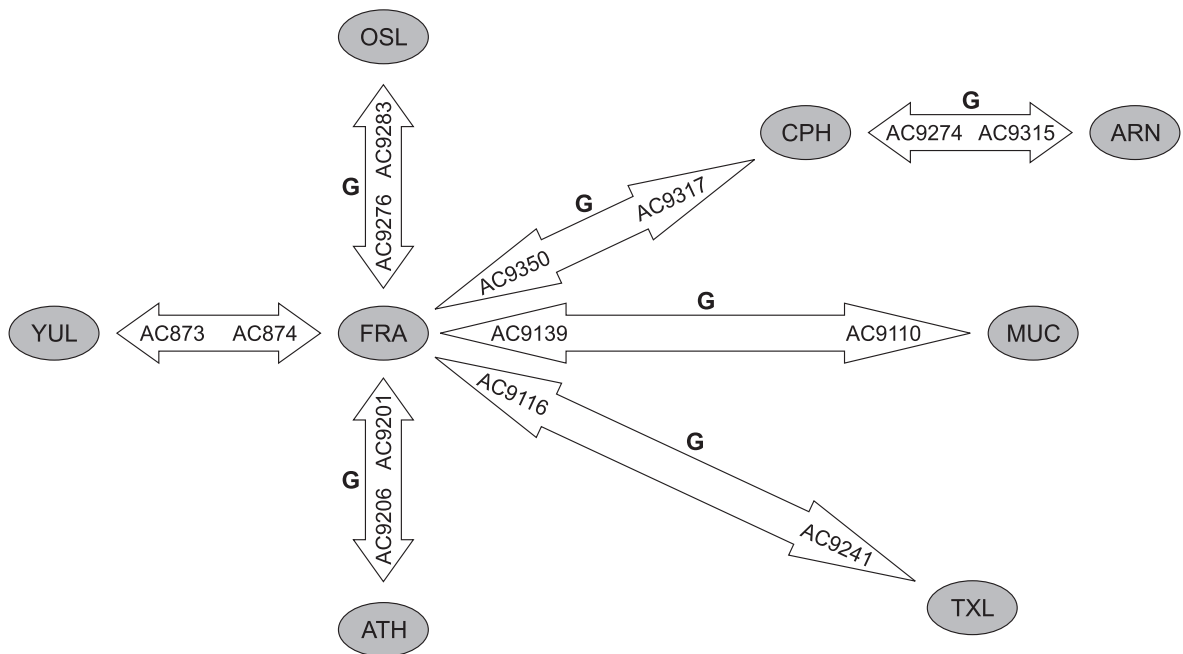 OSL
G
AC9276 AC9283
CPH
G
AC9274 AC9315
ARN
G
AC9350
AC9317
YUL
AC873 AC874
FRA
G
AC9139
AC9110
MUC
G
AC9206 AC9201
AC9116
G
AC9241
ATH
TXL